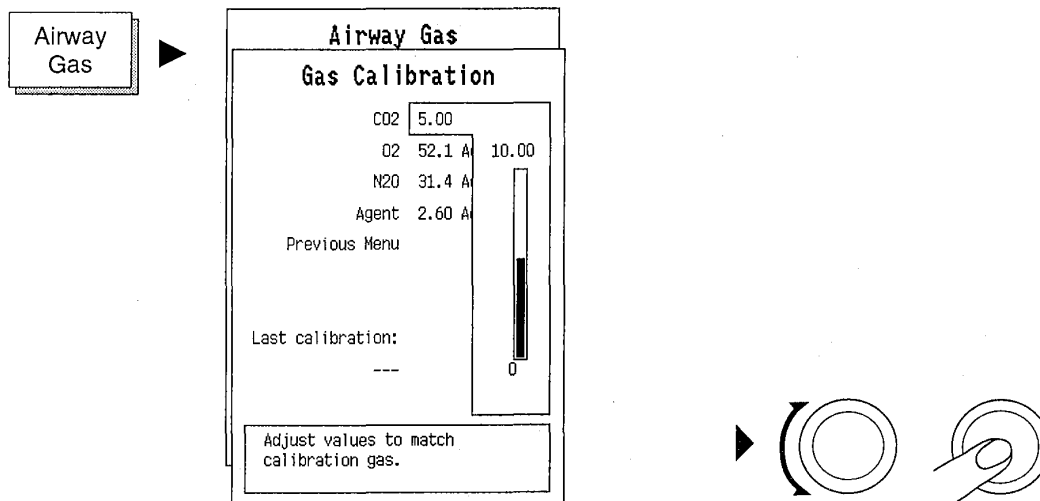 Airway
Gas
Airway Gas
Gas Calibration
CO2 5.00
O2 52.1 A
10.00
N2O 31.4 A
Agent 2.60 A
Previous Menu
Last calibration:
---
0
Adjust values to match
calibration gas.